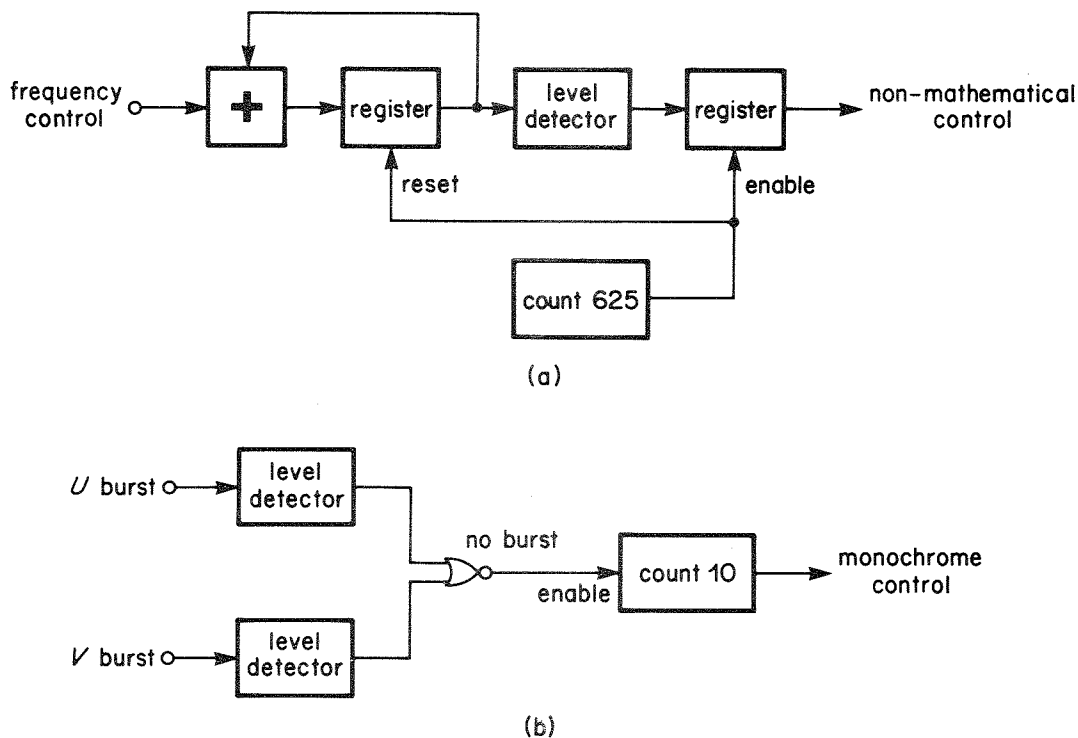 frequency
control
+
register
level
detector
register
non-mathematical
control
reset
enable
count 625
(a)
U burst
level
detector
no burst
enable
count 10
monochrome
control
V burst
level
detector
(b)